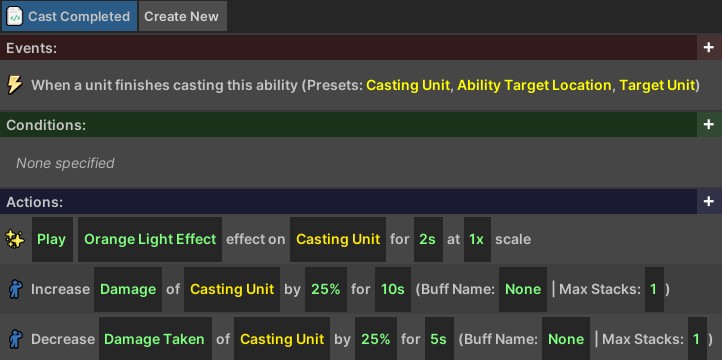 Cast Completed Create New
Events: +
When a unit finishes casting this ability (Presets: Casting Unit, Ability Target Location, Target Unit)
Conditions: +
None specified
Actions: +
Play Orange Light Effect effect on Casting Unit for 2s at 1x scale
Increase Damage of Casting Unit by 25% for 10s (Buff Name: None | Max Stacks: 1 )
Decrease Damage Taken of Casting Unit by 25% for 5s (Buff Name: None | Max Stacks: 1 )